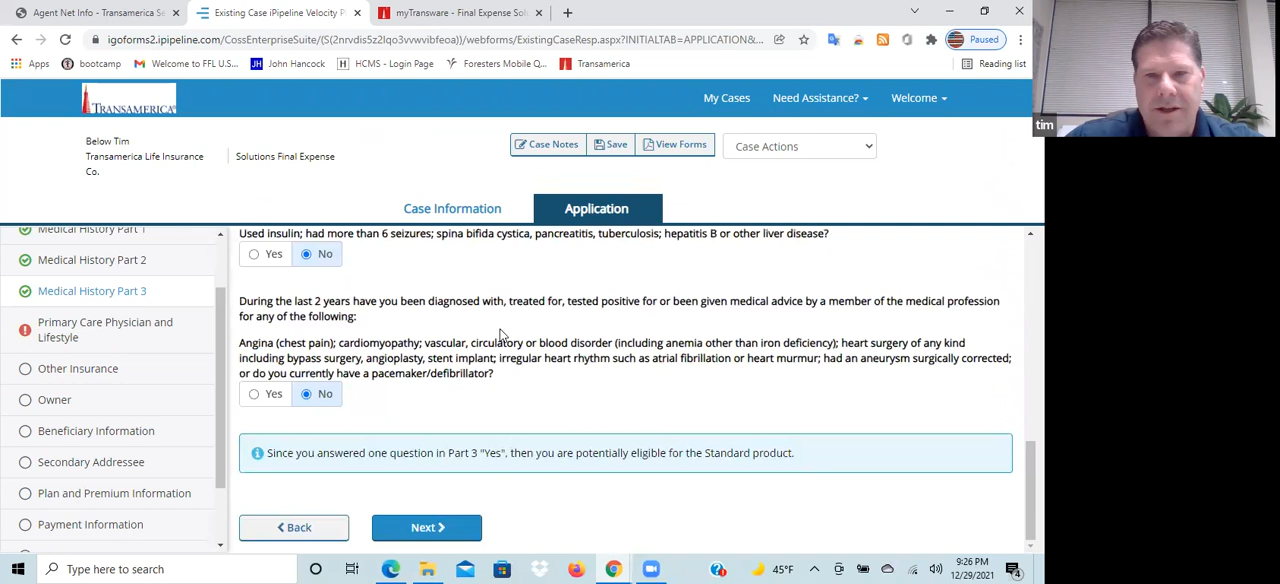 Agent Net Info - Transamerica Se
Existing Case iPipeline Velocity P
myTransware - Final Expense Sol
igoforms2.ipipeline.com/CossEnterpriseSuite/(S(2nrvdis5z2lqo3vvwvibfeoa))/webforms/ExistingCaseResp.aspx?INITIALTAB=APPLICATION&...
Paused
Apps
bootcamp
Welcome to FFL U.S...
John Hancock
HCMS - Login Page
Foresters Mobile Q...
Transamerica
Reading list
TRANSAMERICA
My Cases
Need Assistance?
Welcome
tim
Below Tim
Transamerica Life Insurance
Co.
Solutions Final Expense
Case Notes
Save
View Forms
Case Actions
Case Information
Application
Medical History Part 1
Medical History Part 2
Medical History Part 3
Primary Care Physician and
Lifestyle
Other Insurance
Owner
Beneficiary Information
Secondary Addressee
Plan and Premium Information
Payment Information
Used insulin; had more than 6 seizures; spina bifida cystica, pancreatitis, tuberculosis; hepatitis B or other liver disease?
Yes
No
During the last 2 years have you been diagnosed with, treated for, tested positive for or been given medical advice by a member of the medical profession
for any of the following:
Angina (chest pain); cardiomyopathy; vascular, circulatory or blood disorder (including anemia other than iron deficiency); heart surgery of any kind
including bypass surgery, angioplasty, stent implant; irregular heart rhythm such as atrial fibrillation or heart murmur; had an aneurysm surgically corrected;
or do you currently have a pacemaker/defibrillator?
Yes
No
Since you answered one question in Part 3 "Yes", then you are potentially eligible for the Standard product.
Back
Next
Type here to search
45°F
9:26 PM
12/29/2021
4